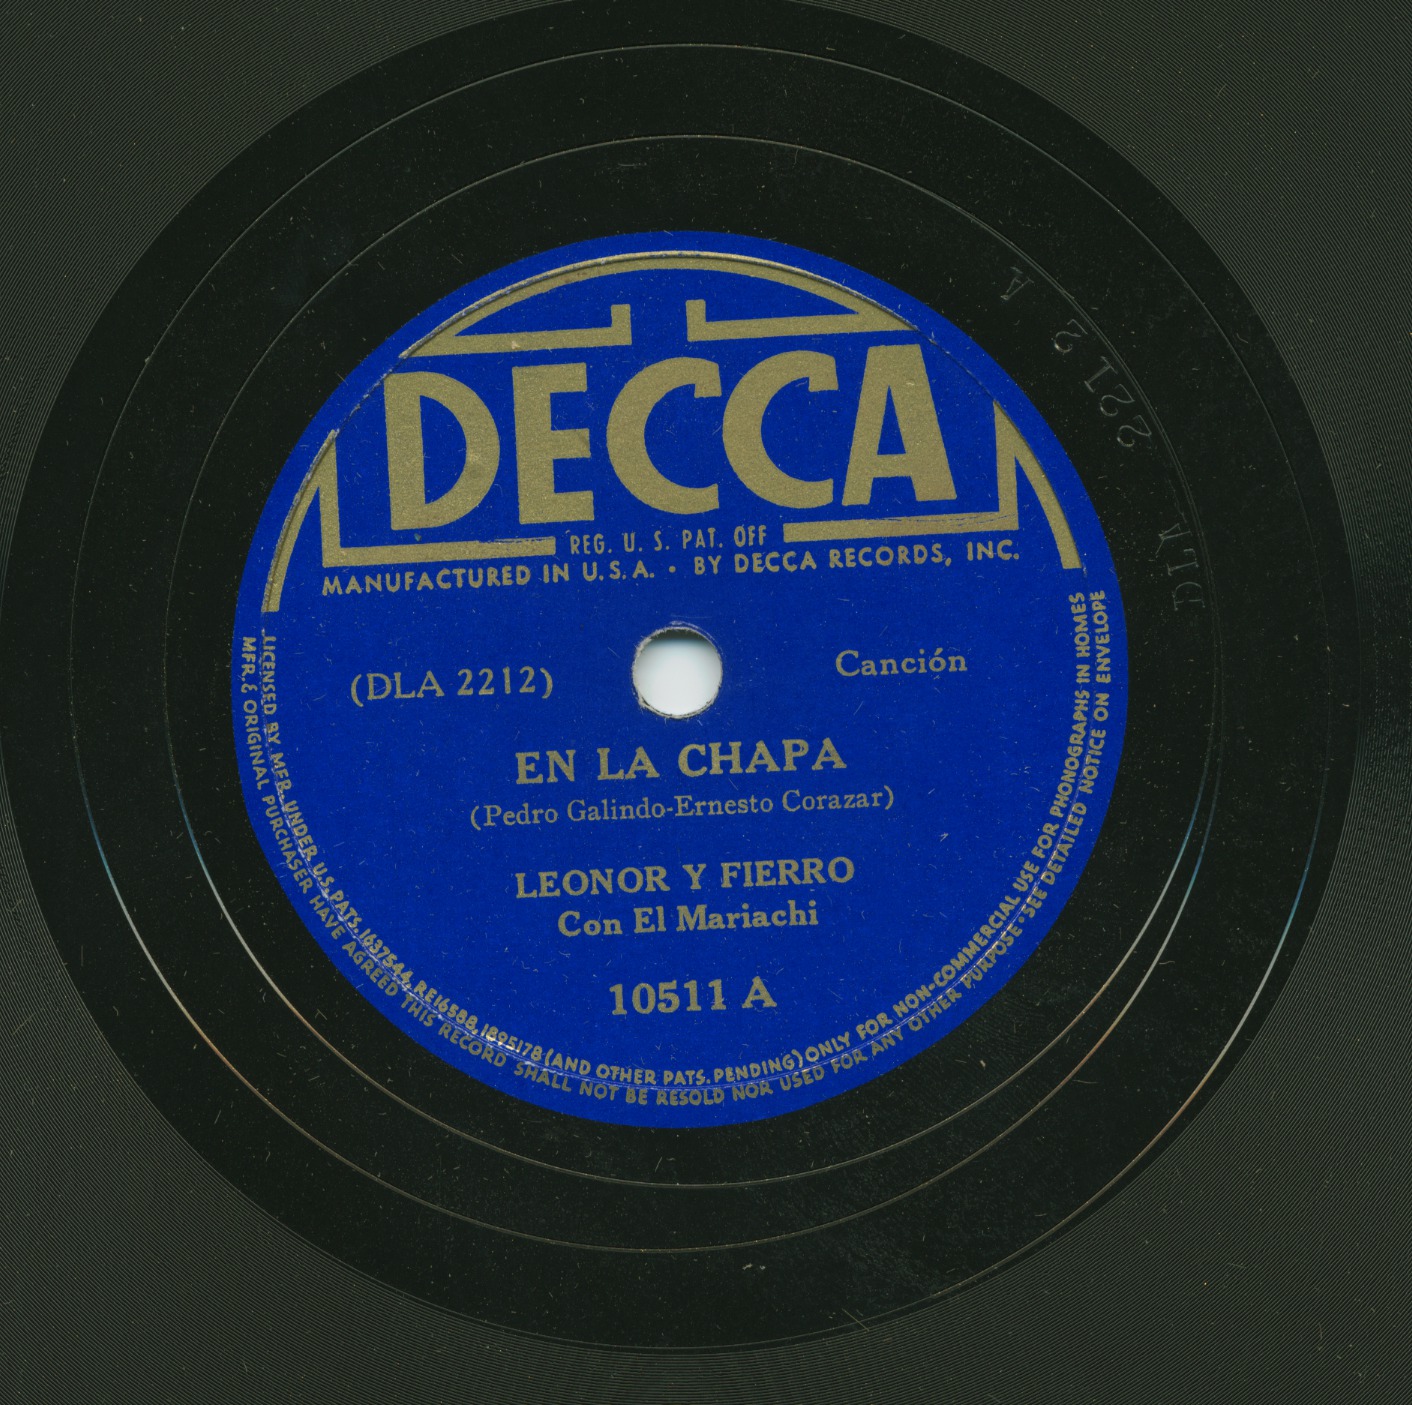 DECCA
REG. U. S. PAT. OFF
MANUFACTURED IN U.S.A. • BY DECCA RECORDS, INC.
(DLA 2212)
Canción
EN LA CHAPA
(Pedro Galindo-Ernesto Corazar)
LEONOR Y FIERRO
Con El Mariachi
10511 A
LICENSED BY MFR. UNDER U.S. PATS. 1637544, RE16588, 1895178 (AND OTHER PATS. PENDING) ONLY FOR NON-COMMERCIAL USE FOR PHONOGRAPHS IN HOMES
MFR. & ORIGINAL PURCHASER HAVE AGREED THIS RECORD SHALL NOT BE RESOLD NOR USED FOR ANY OTHER PURPOSE • SEE DETAILED NOTICE ON ENVELOPE
DLA 2212 A